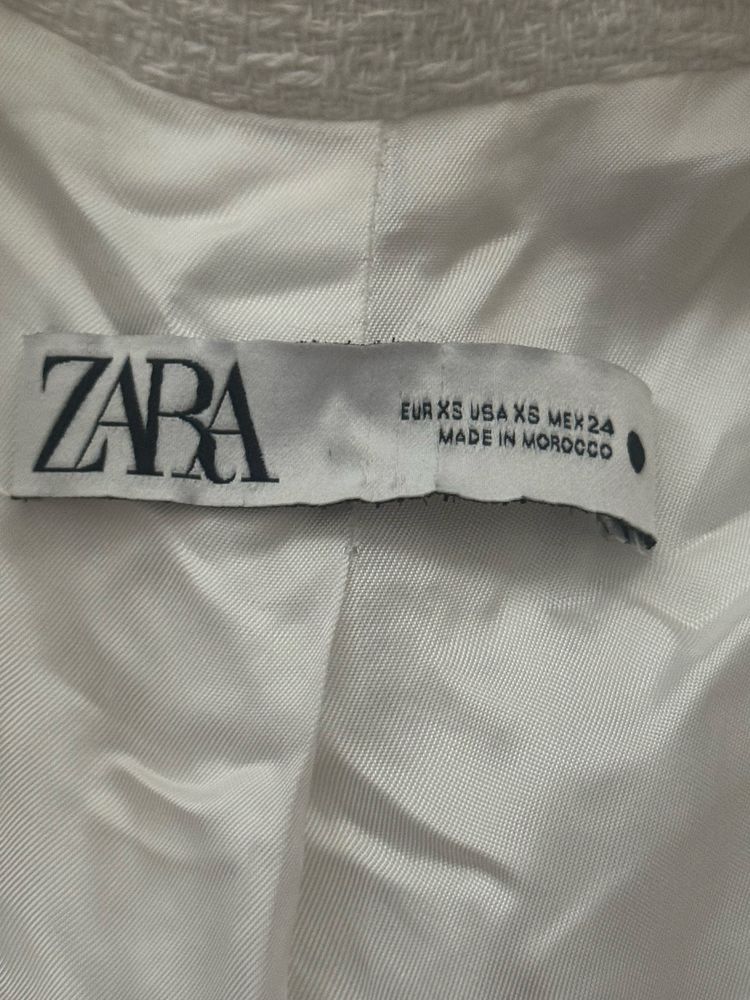 ZARA
EUR XS USA XS MEX 24
MADE IN MOROCCO